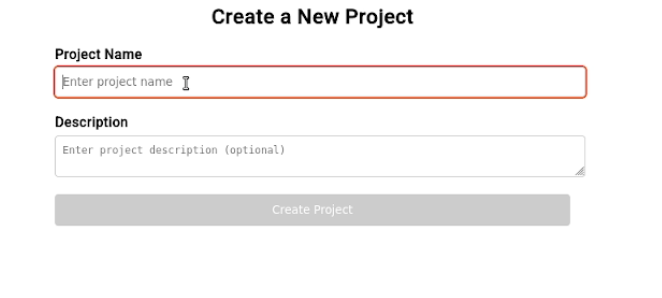 Create a New Project
Project Name
Enter project name
Description
Enter project description (optional)
Create Project